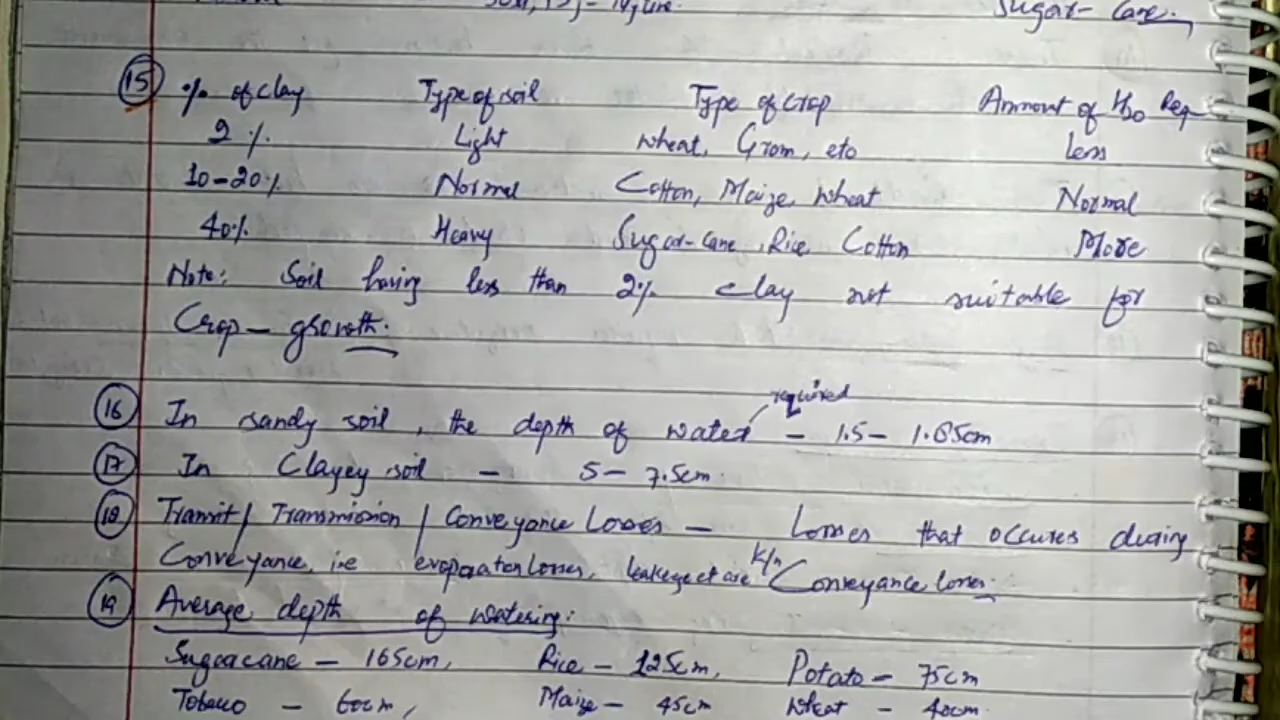 Sugar-Cane.
15 % of clay Type of soil Type of crop Amount of H2o Req
2 % Light Wheat, Gram, etc Less
10-20% Normal Cotton, Maize, Wheat Normal
40% Heavy Sugar-Cane, Rice, Cotton More
Note: Soil having less than 2% clay not suitable for
Crop - growth.
required
16 In sandy soil, the depth of water - 1.5 - 1.65cm
17 In Clayey soil - 5 - 7.5cm.
18 Transit/ Transmission / Conveyance Losses - Losses that occures during
Conveyance, i.e evaporation losses, leakege et are k/n Conveyance losses.
19 Average depth of watering:
Sugarcane - 165cm, Rice - 125cm, Potato - 75cm
Tobacco - 60cm, Maize - 45cm Wheat - 40cm.